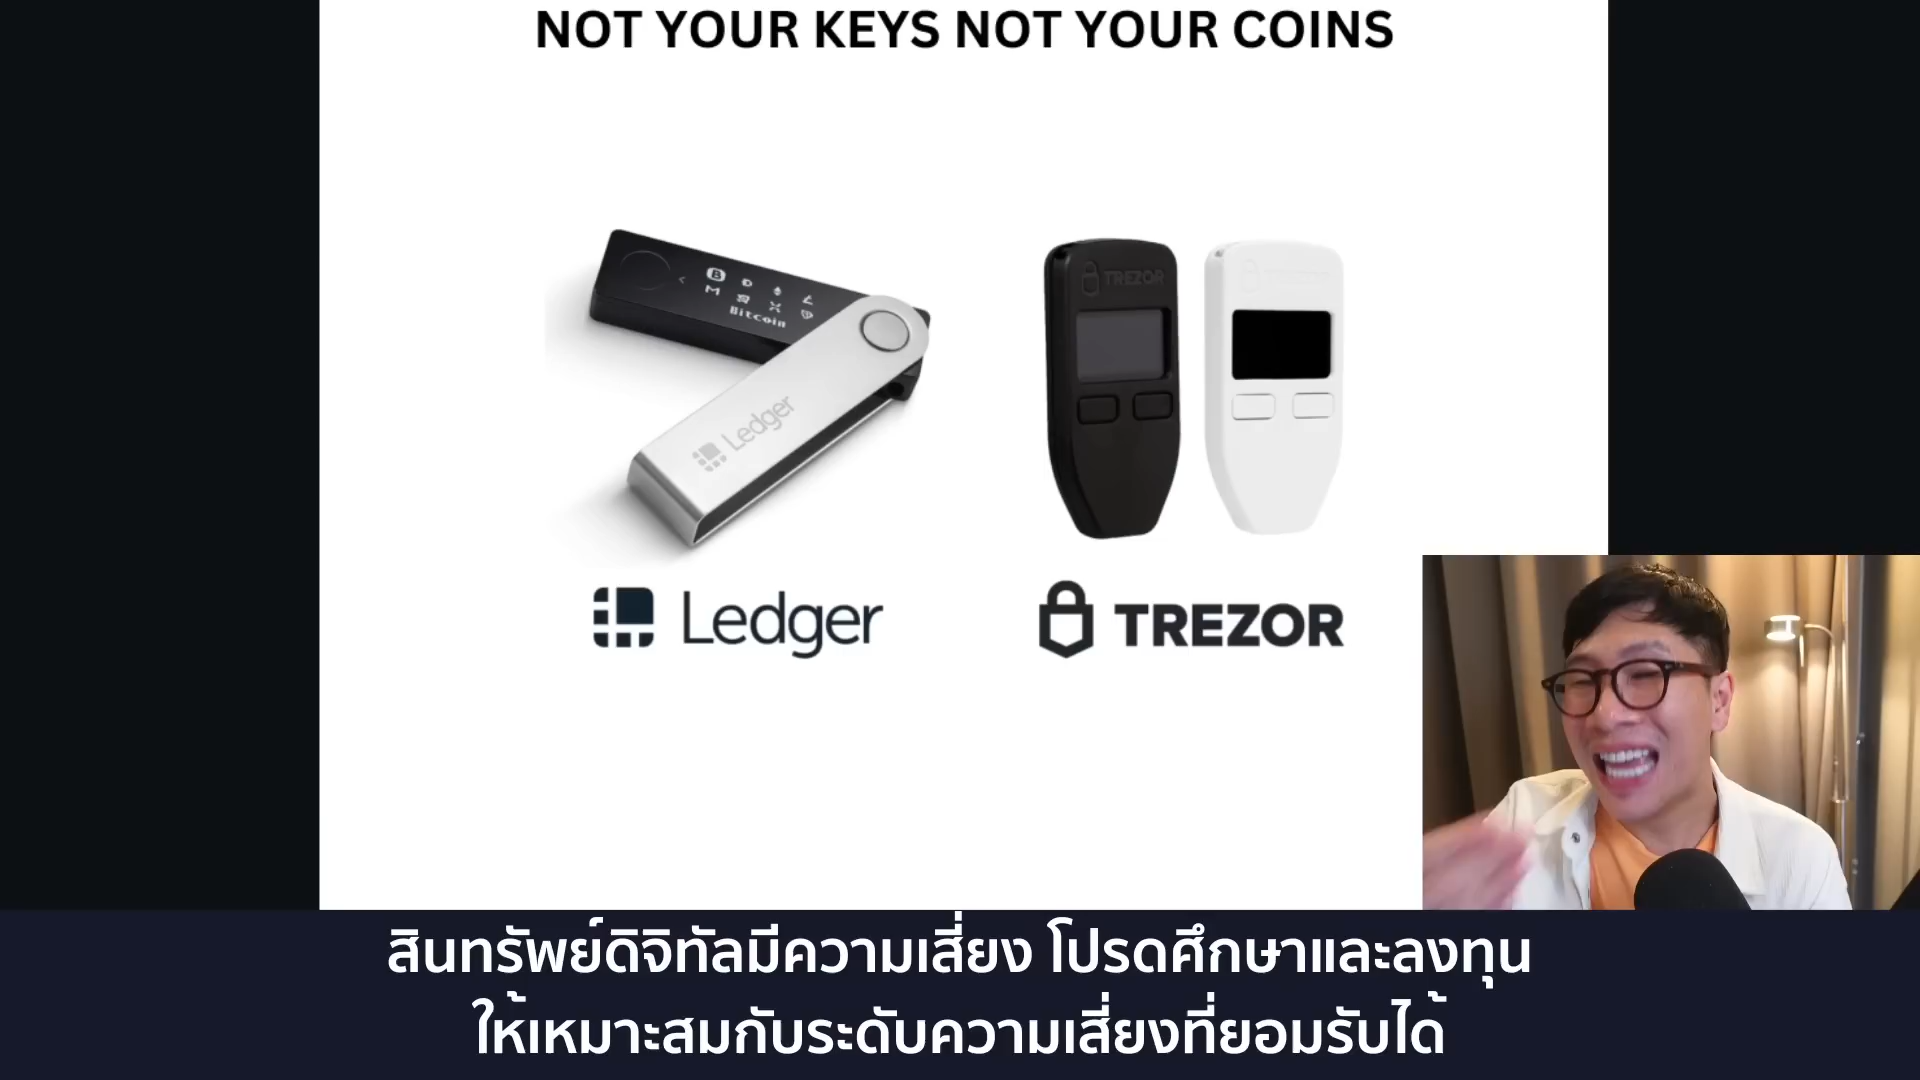 NOT YOUR KEYS NOT YOUR COINS
Bitcoin
Ledger
TREZOR
Ledger
TREZOR
สินทรัพย์ดิจิทัลมีความเสี่ยง โปรดศึกษาและลงทุน
ให้เหมาะสมกับระดับความเสี่ยงที่ยอมรับได้